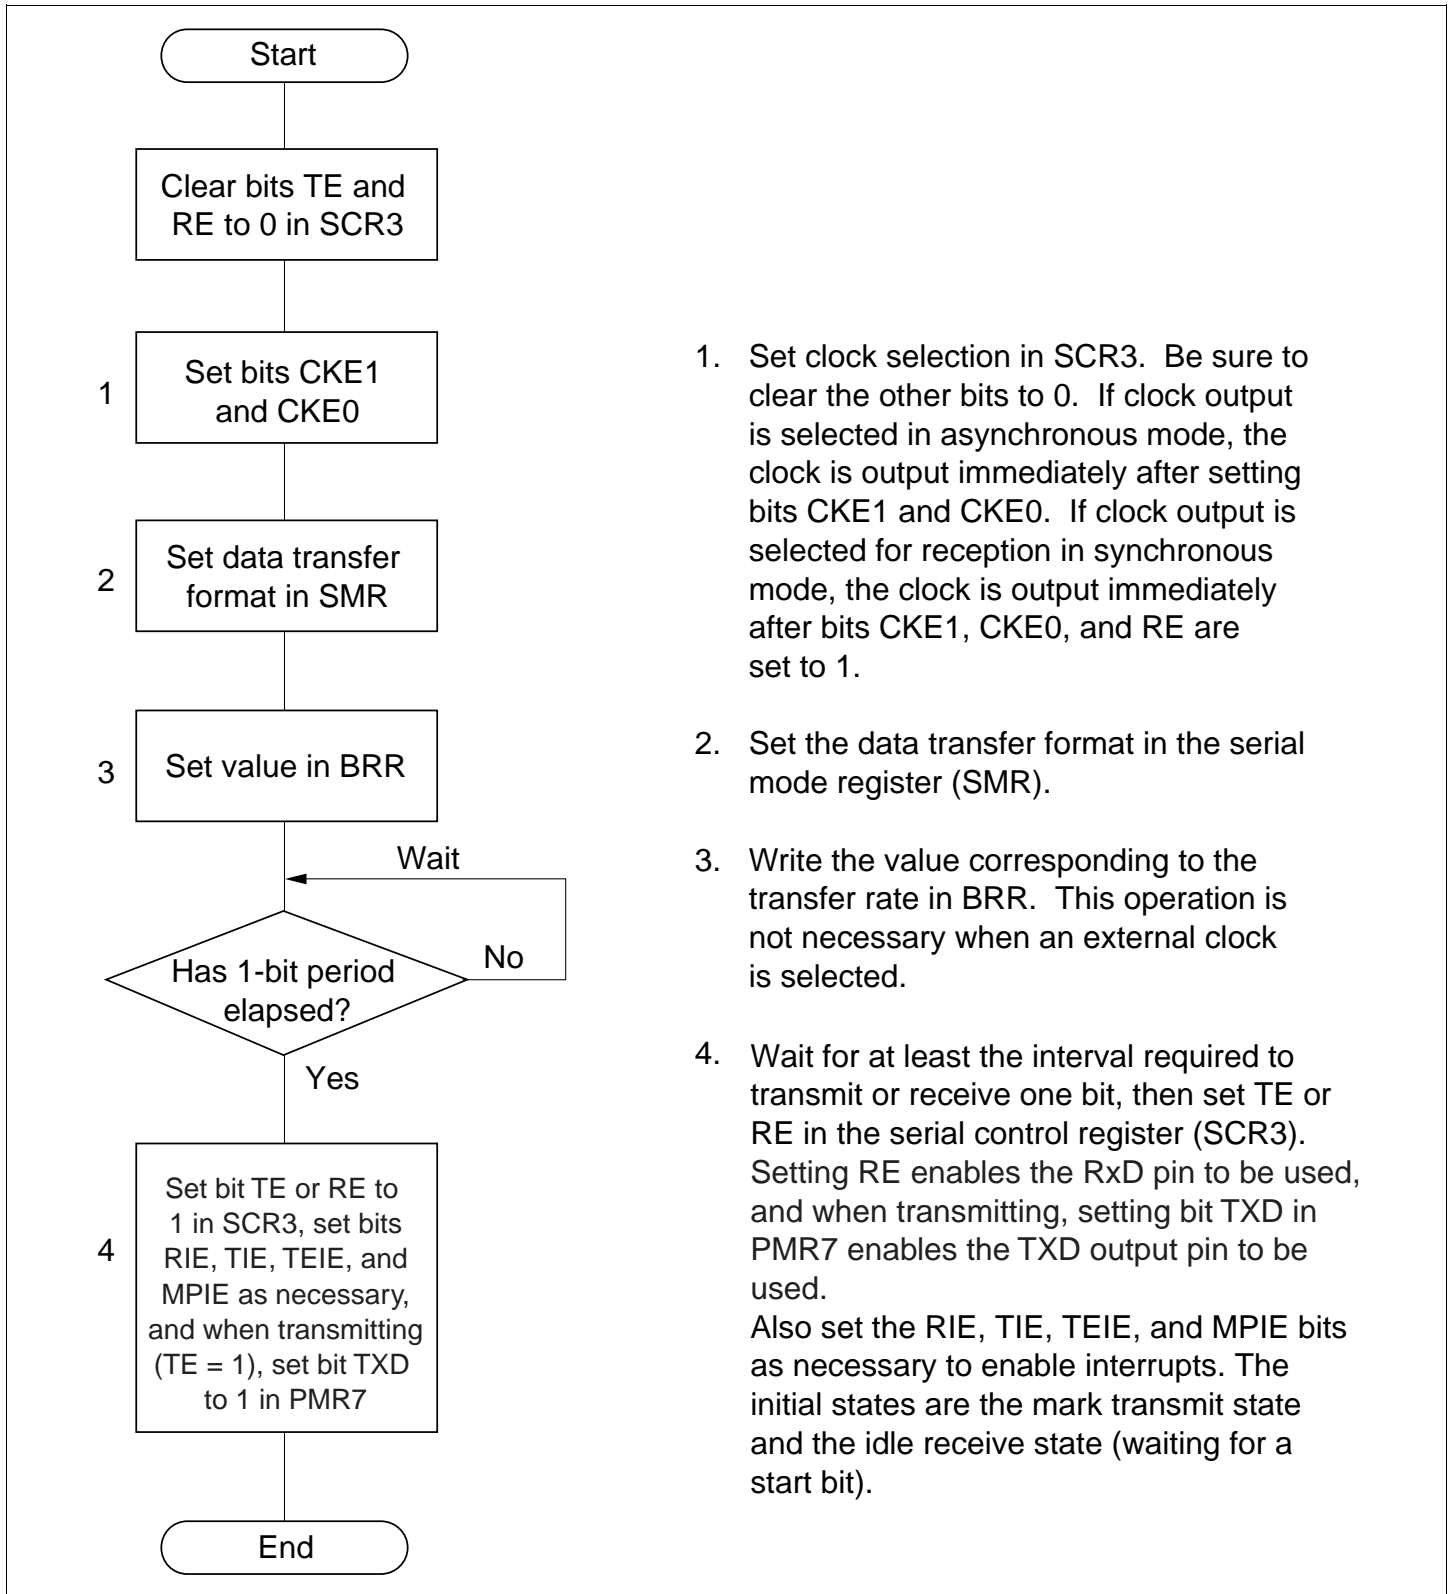 Start
Clear bits TE and
RE to 0 in SCR3
1
Set bits CKE1
and CKE0
2
Set data transfer
format in SMR
3
Set value in BRR
Wait
Has 1-bit period
elapsed?
No
Yes
4
Set bit TE or RE to
1 in SCR3, set bits
RIE, TIE, TEIE, and
MPIE as necessary,
and when transmitting
(TE = 1), set bit TXD
to 1 in PMR7
End
1. Set clock selection in SCR3. Be sure to
clear the other bits to 0. If clock output
is selected in asynchronous mode, the
clock is output immediately after setting
bits CKE1 and CKE0. If clock output is
selected for reception in synchronous
mode, the clock is output immediately
after bits CKE1, CKE0, and RE are
set to 1.
2. Set the data transfer format in the serial
mode register (SMR).
3. Write the value corresponding to the
transfer rate in BRR. This operation is
not necessary when an external clock
is selected.
4. Wait for at least the interval required to
transmit or receive one bit, then set TE or
RE in the serial control register (SCR3).
Setting RE enables the RxD pin to be used,
and when transmitting, setting bit TXD in
PMR7 enables the TXD output pin to be
used.
Also set the RIE, TIE, TEIE, and MPIE bits
as necessary to enable interrupts. The
initial states are the mark transmit state
and the idle receive state (waiting for a
start bit).